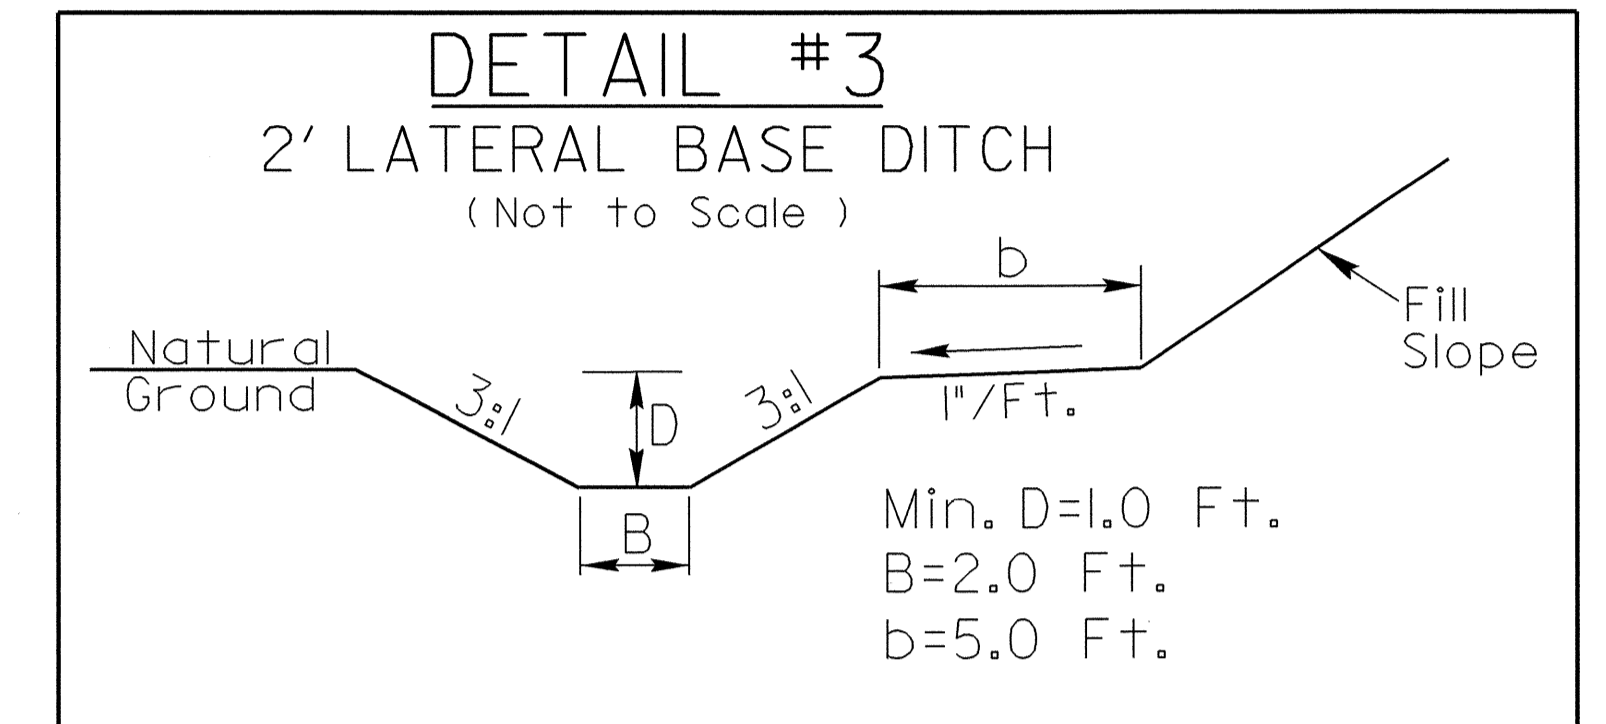 DETAIL #3
2' LATERAL BASE DITCH
( Not to Scale )
b
Fill
Slope
Natural
Ground
3:1
D
3:1
1"/Ft.
B
Min. D=1.0 Ft.
B=2.0 Ft.
b=5.0 Ft.